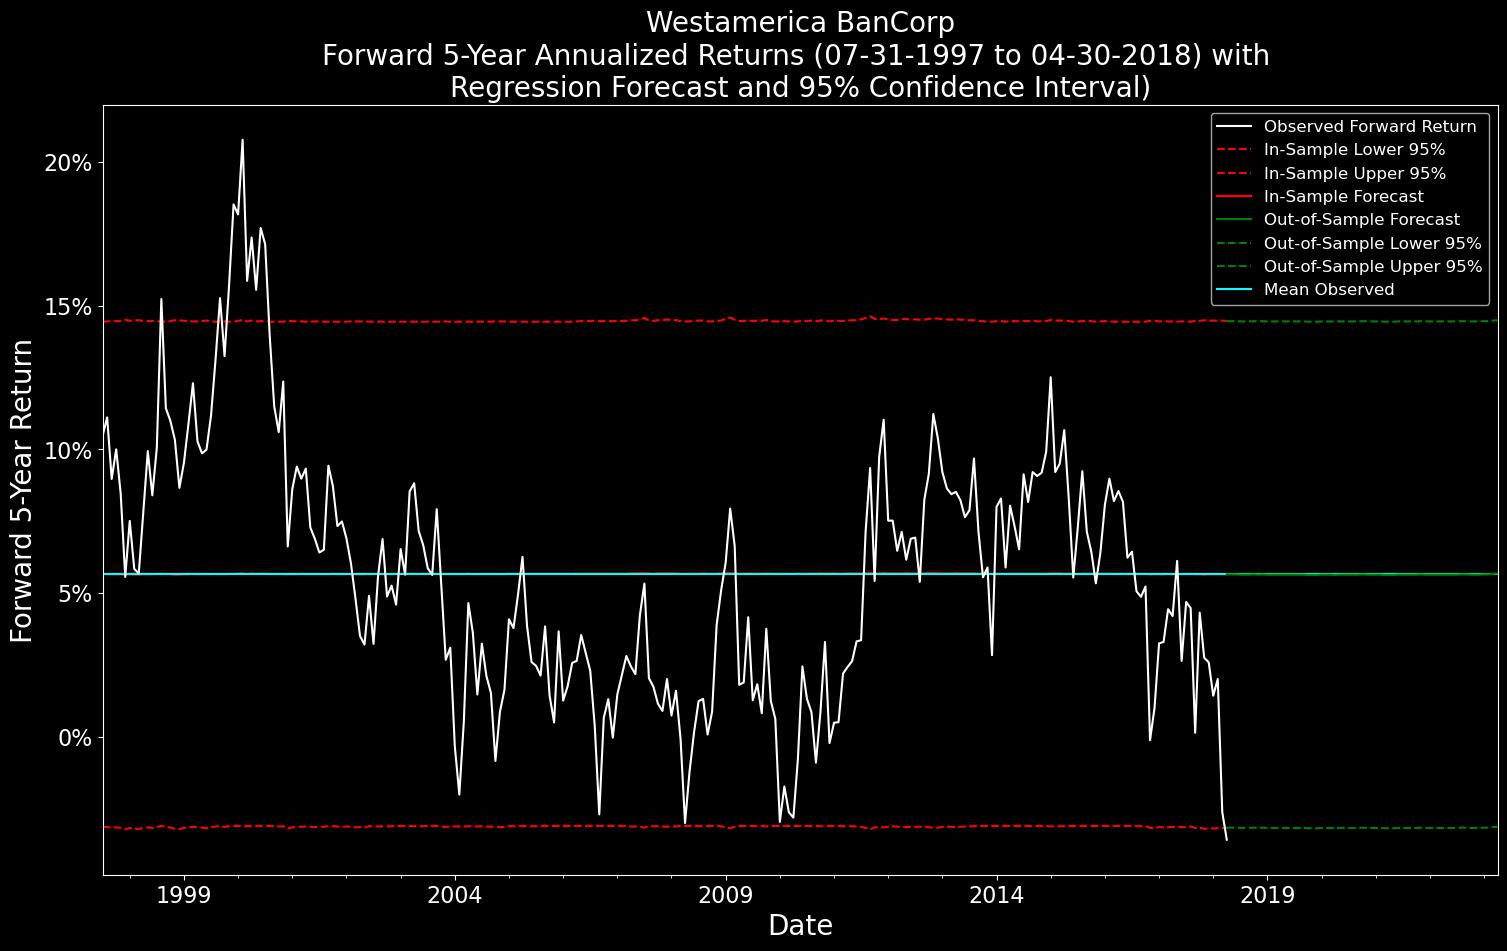 Westamerica BanCorp
Forward 5-Year Annualized Returns (07-31-1997 to 04-30-2018) with
Regression Forecast and 95% Confidence Interval)
Observed Forward Return
In-Sample Lower 95%
In-Sample Upper 95%
In-Sample Forecast
Out-of-Sample Forecast
Out-of-Sample Lower 95%
Out-of-Sample Upper 95%
Mean Observed
Forward 5-Year Return
20%
15%
10%
5%
0%
1999
2004
2009
2014
2019
Date